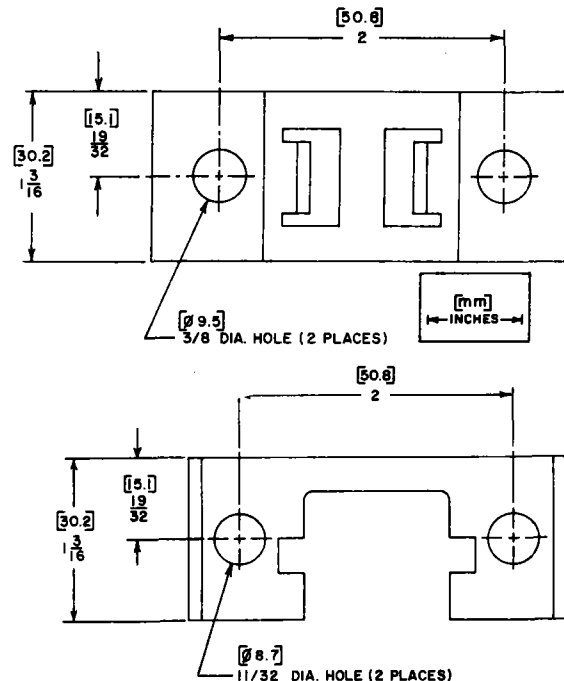 [50.8]
2
[15.1]
19/32
[30.2]
1 3/16
[Ø 9.5]
3/8 DIA. HOLE (2 PLACES)
[mm]
INCHES
[50.8]
2
[15.1]
19/32
[30.2]
1 3/16
[Ø 8.7]
11/32 DIA. HOLE (2 PLACES)